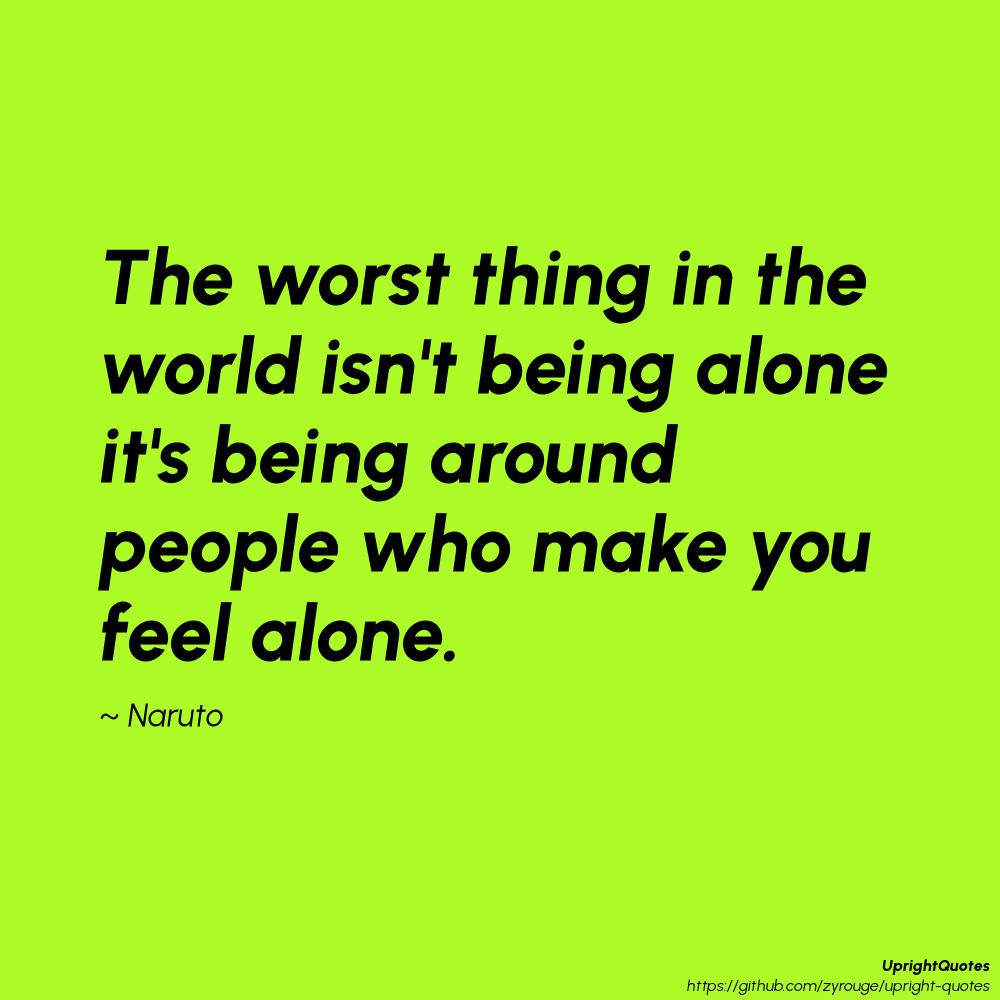 The worst thing in the
world isn't being alone
it's being around
people who make you
feel alone.
~ Naruto
UprightQuotes
https://github.com/zyrouge/upright-quotes